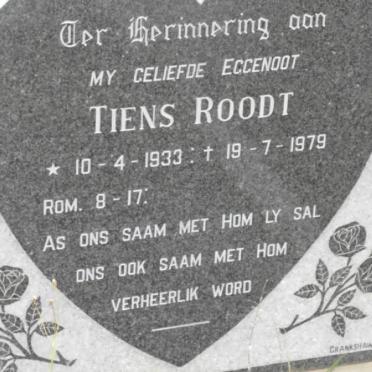 Ter Herinnering aan
MY GELIEFDE EGGENOOT
TIENS ROODT
★ 10-4-1933 : † 19-7-1979
ROM. 8-17:
AS ONS SAAM MET HOM LY SAL
ONS OOK SAAM MET HOM
VERHEERLIK WORD